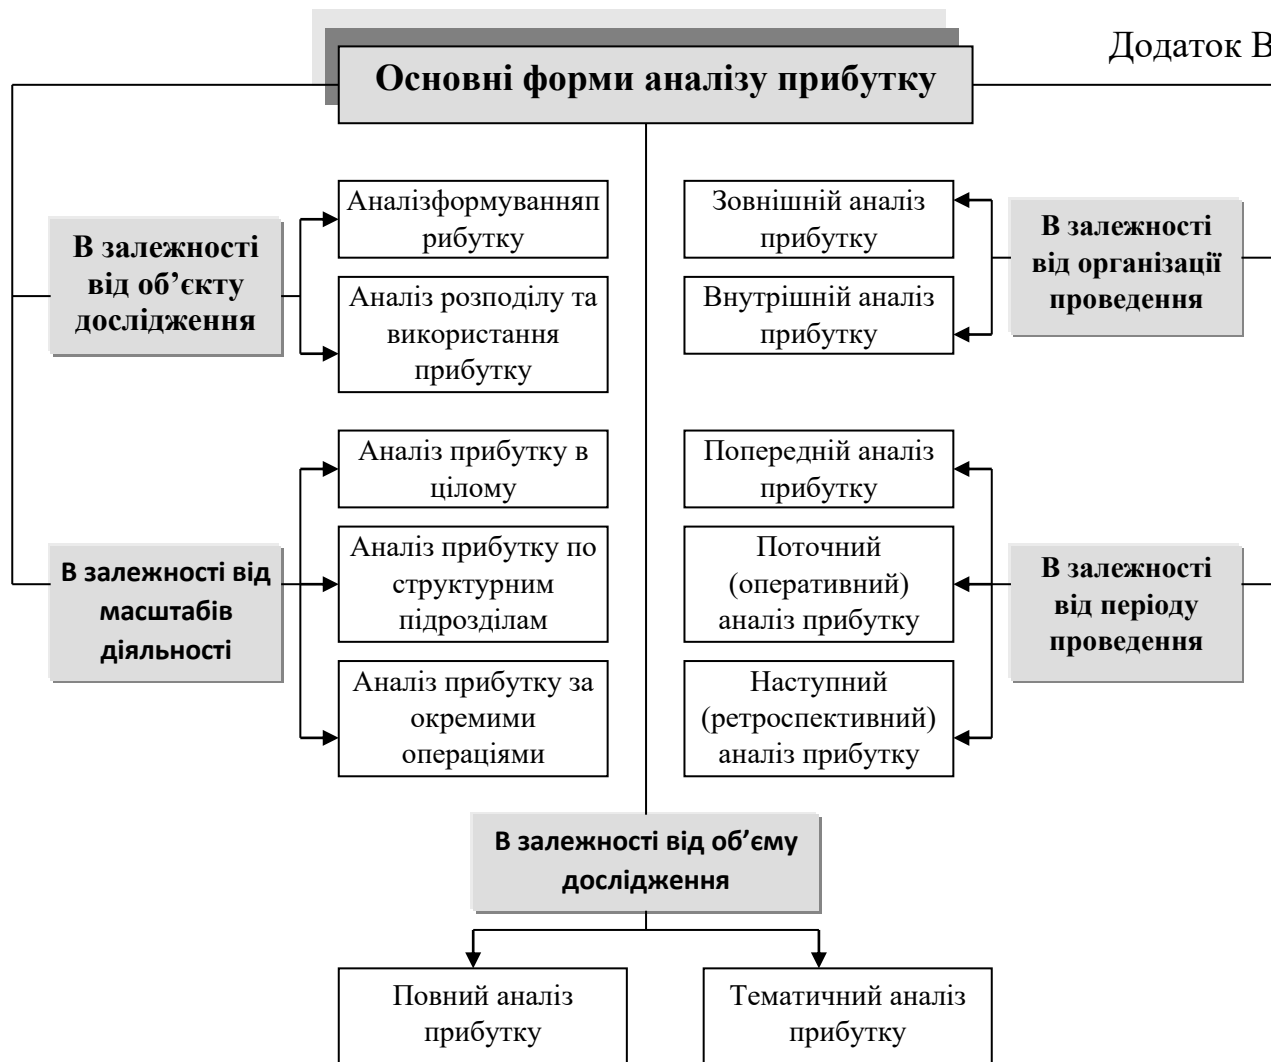 Додаток В
Основні форми аналізу прибутку
В залежності
від об’єкту
дослідження
Аналізформуванняп
рибутку
Аналіз розподілу та
використання
прибутку
Зовнішній аналіз
прибутку
Внутрішній аналіз
прибутку
В залежності
від організації
проведення
В залежності від
масштабів
діяльності
Аналіз прибутку в
цілому
Аналіз прибутку по
структурним
підрозділам
Аналіз прибутку за
окремими
операціями
Попередній аналіз
прибутку
Поточний
(оперативний)
аналіз прибутку
Наступний
(ретроспективний)
аналіз прибутку
В залежності
від періоду
проведення
В залежності від об’єму
дослідження
Повний аналіз
прибутку
Тематичний аналіз
прибутку